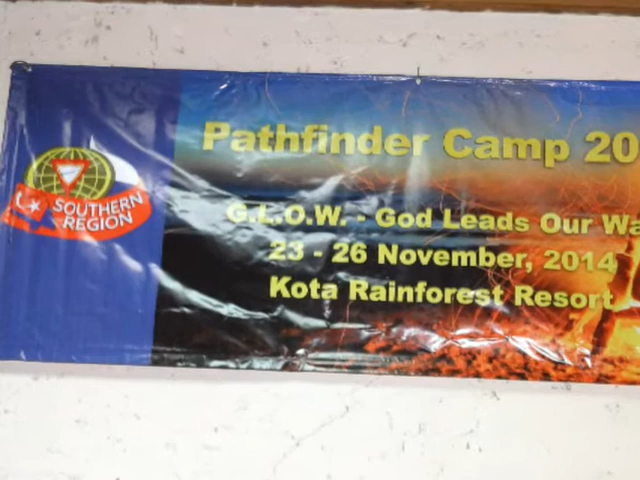 Pathfinder Camp 20
G.L.O.W. - God Leads Our Wa
23 - 26 November, 2014
Kota Rainforest Resort
SOUTHERN
REGION